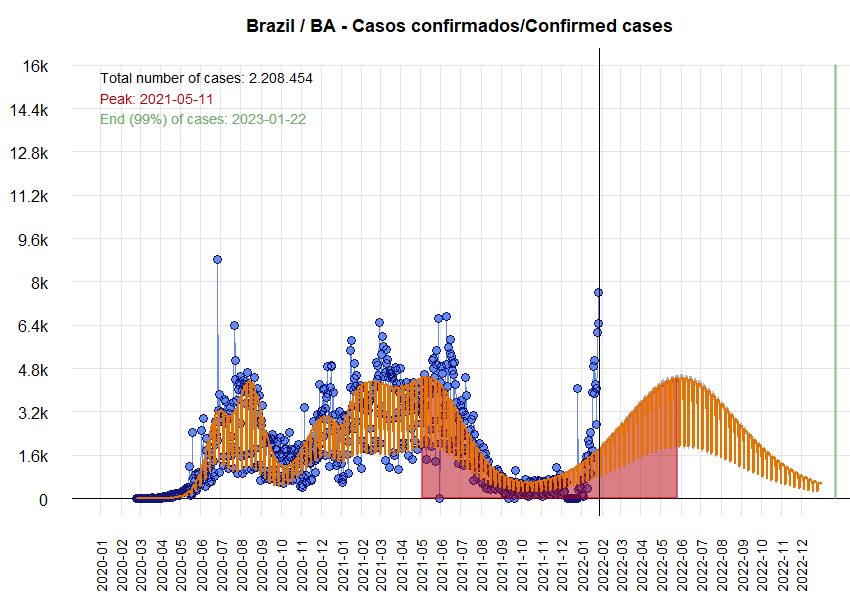 Brazil / BA - Casos confirmados/Confirmed cases
16k
14.4k
12.8k
11.2k
9.6k
8k
6.4k
4.8k
3.2k
1.6k
0
Total number of cases: 2.208.454
Peak: 2021-05-11
End (99%) of cases: 2023-01-22
2020-01
2020-02
2020-03
2020-04
2020-05
2020-06
2020-07
2020-08
2020-09
2020-10
2020-11
2020-12
2021-01
2021-02
2021-03
2021-04
2021-05
2021-06
2021-07
2021-08
2021-09
2021-10
2021-11
2021-12
2022-01
2022-02
2022-03
2022-04
2022-05
2022-06
2022-07
2022-08
2022-09
2022-10
2022-11
2022-12